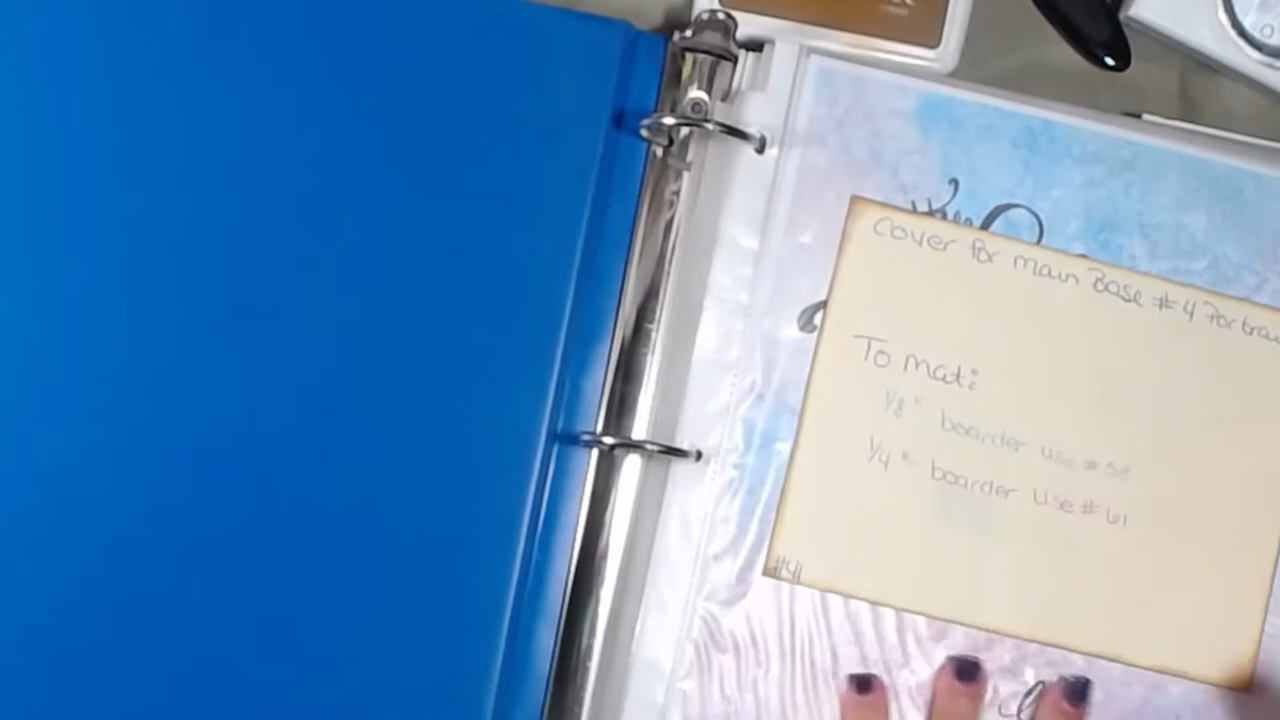 Cover for main Base #4 For
To mat:
1/8" boarder use #58
1/4" boarder Use #61
#41